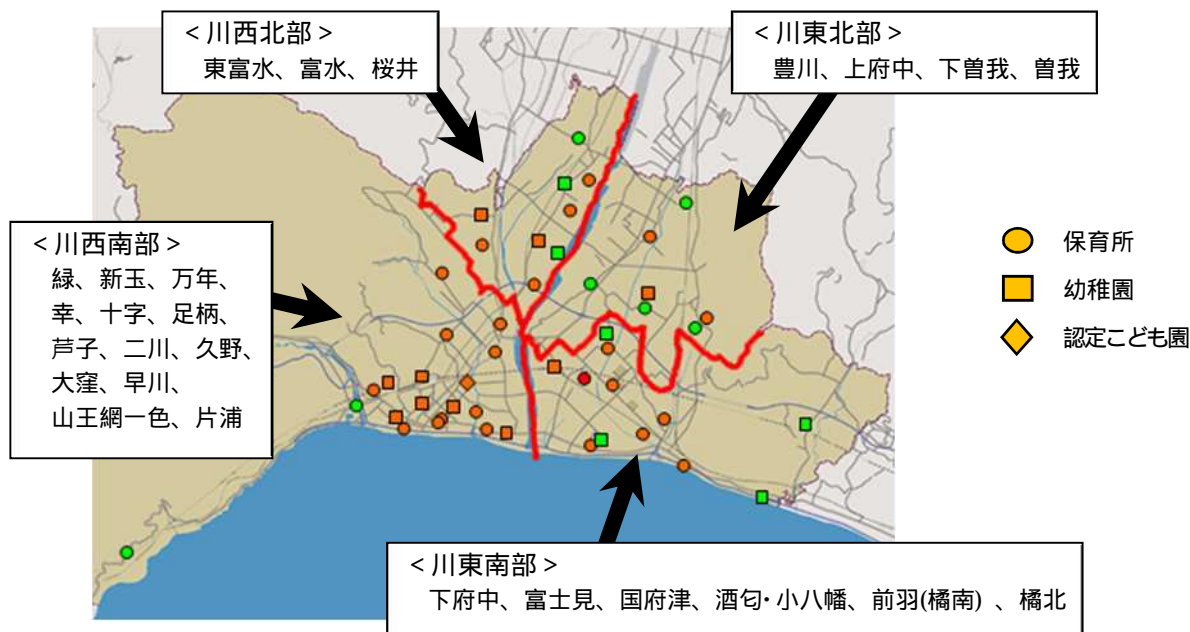 ＜川西北部＞
東富水、富水、桜井
＜川東北部＞
豊川、上府中、下曽我、曽我
＜川西南部＞
緑、新玉、万年、
幸、十字、足柄、
芦子、二川、久野、
大窪、早川、
山王網一色、片浦
保育所
幼稚園
認定こども園
＜川東南部＞
下府中、富士見、国府津、酒匂・小八幡、前羽(橘南) 、橘北